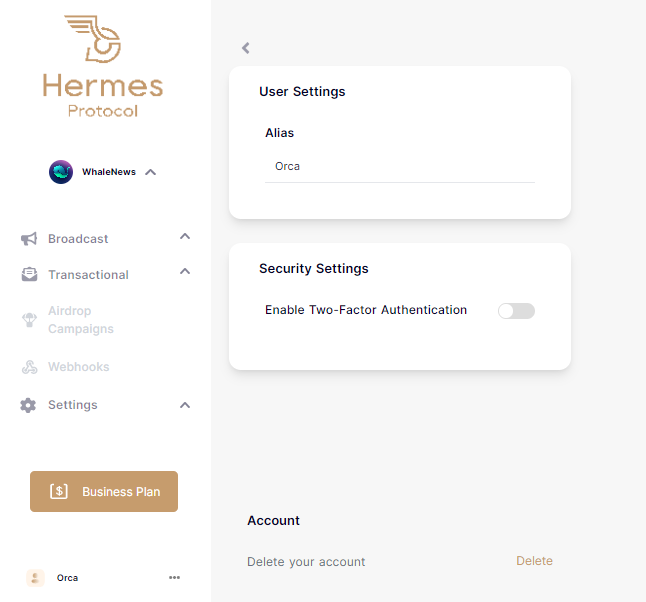 Hermes
Protocol
WhaleNews
Broadcast
Transactional
Airdrop
Campaigns
Webhooks
Settings
Business Plan
Orca
User Settings
Alias
Orca
Security Settings
Enable Two-Factor Authentication
Account
Delete your account
Delete